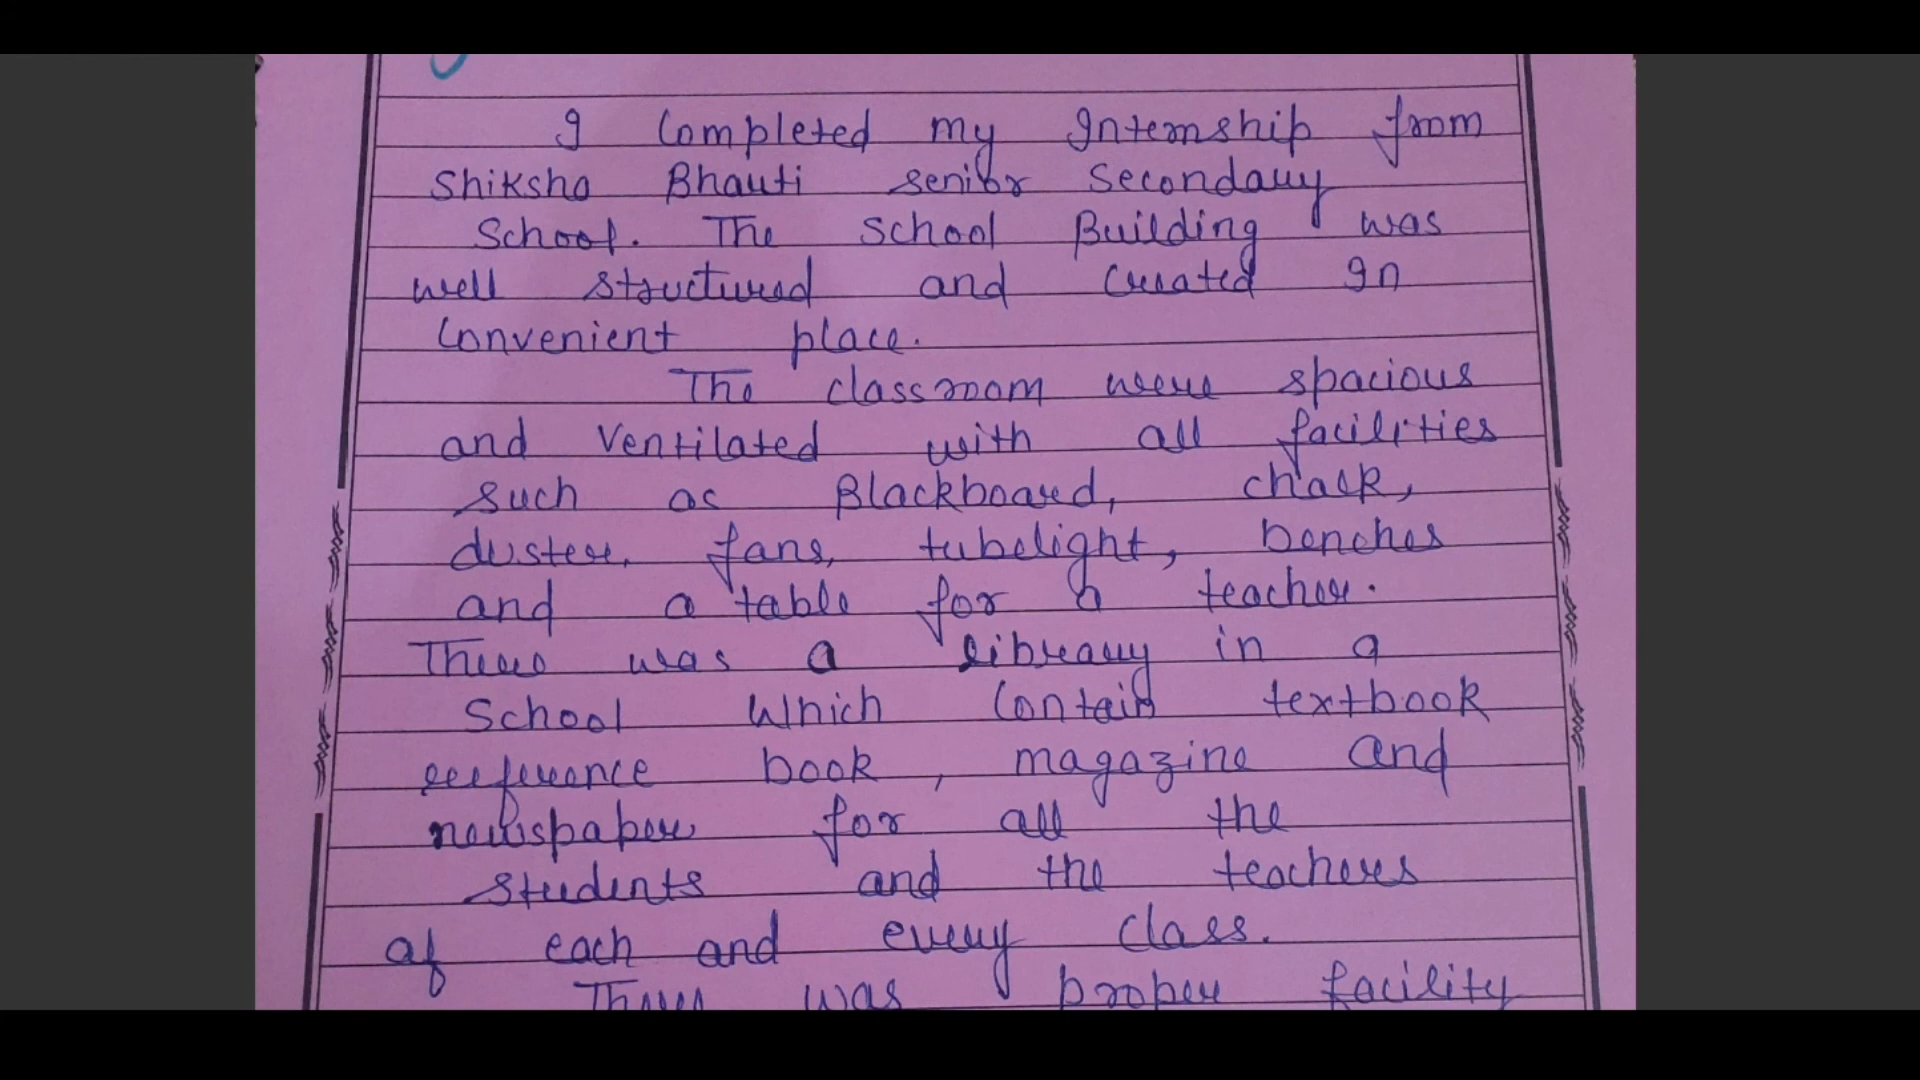 I Completed my Internship from
Shiksha Bharti senior secondary
School. The School Building was
well structured and created In
Convenient place.
The classroom were spacious
and Ventilated with all facilities
such as Blackboard, chalk,
duster, fans, tubelight, benches
and a table for a teacher.
There was a library in a
School Which Contain textbook
reference book, magazine and
newspaper for all the
students and the teachers
of each and every class.
There was proper facility